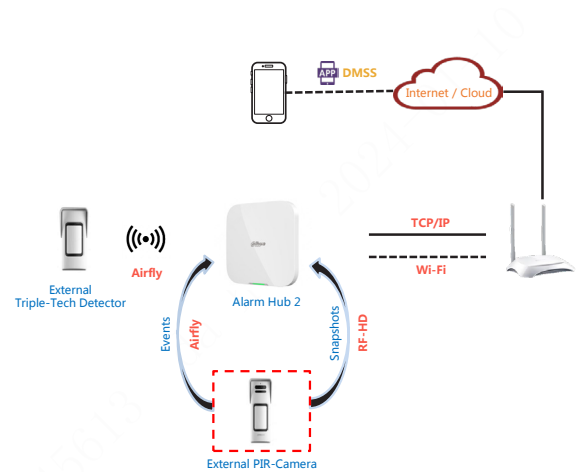 APP DMSS
Internet / Cloud
TCP/IP
Wi-Fi
Airfly
External
Triple-Tech Detector
alhua
Alarm Hub 2
Events
Airfly
Snapshots
RF-HD
External PIR-Camera